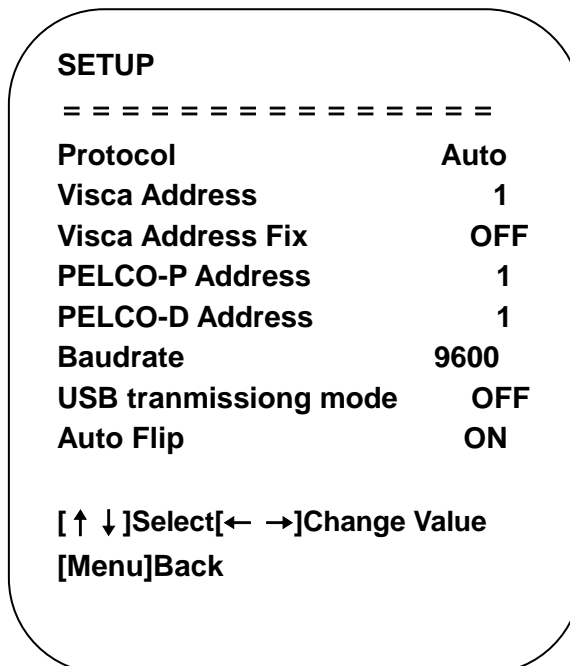 SETUP
= = = = = = = = = = = = = = =
Protocol Auto
Visca Address 1
Visca Address Fix OFF
PELCO-P Address 1
PELCO-D Address 1
Baudrate 9600
USB tranmissiong mode OFF
Auto Flip ON
[↑ ↓]Select[← →]Change Value
[Menu]Back